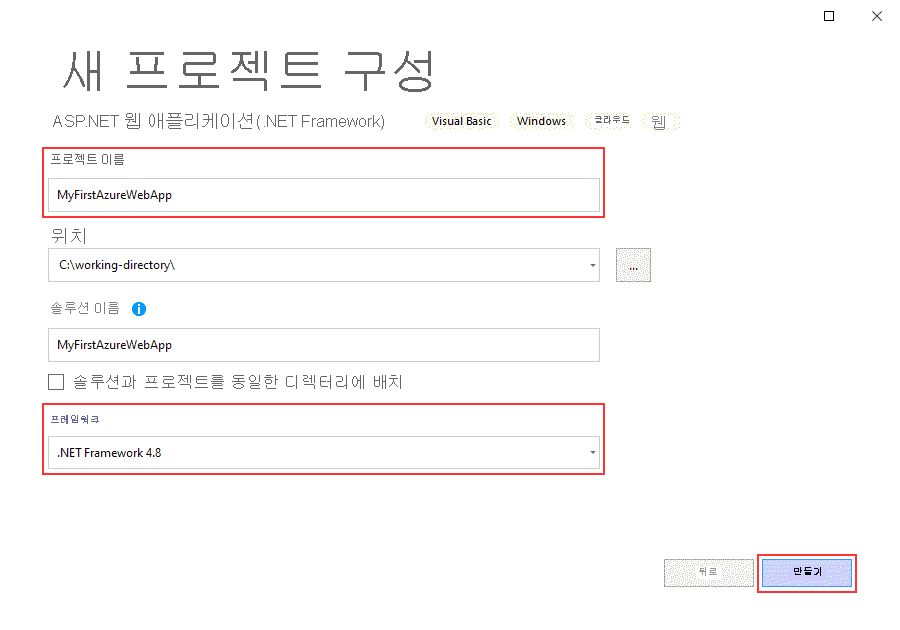 새 프로젝트 구성
ASP.NET 웹 애플리케이션(.NET Framework) Visual Basic Windows 클라우드 웹
프로젝트 이름
MyFirstAzureWebApp
위치
C:\working-directory\
...
솔루션 이름
MyFirstAzureWebApp
솔루션과 프로젝트를 동일한 디렉터리에 배치
프레임워크
.NET Framework 4.8
뒤로 만들기